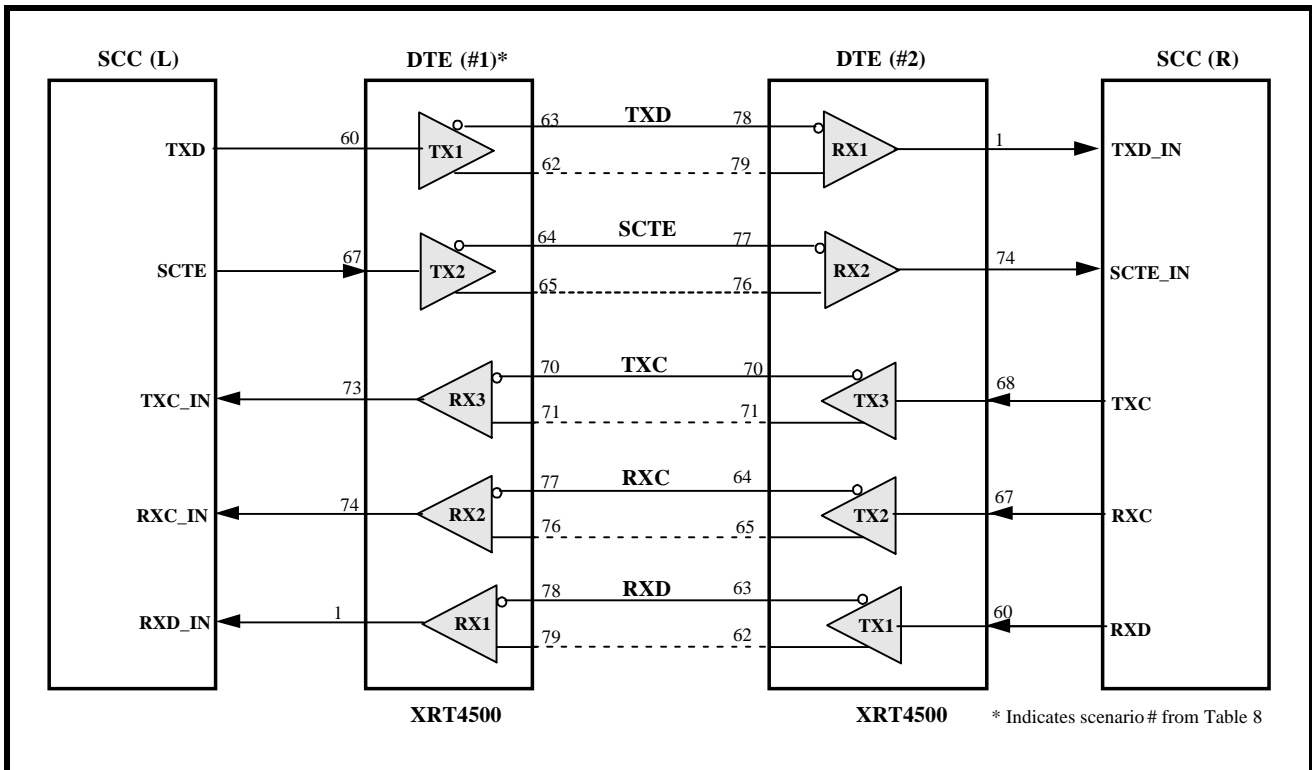 SCC (L) DTE (#1)* DTE (#2) SCC (R)
63 TXD 78
TXD 60 TX1 RX1 1 TXD_IN
62 79
64 SCTE 77
SCTE 67 TX2 RX2 74 SCTE_IN
65 76
70 TXC 70
TXC_IN 73 RX3 TX3 68 TXC
71 71
77 RXC 64
RXC_IN 74 RX2 TX2 67 RXC
76 65
78 RXD 63
RXD_IN 1 RX1 TX1 60 RXD
79 62
XRT4500 XRT4500 * Indicates scenario # from Table 8